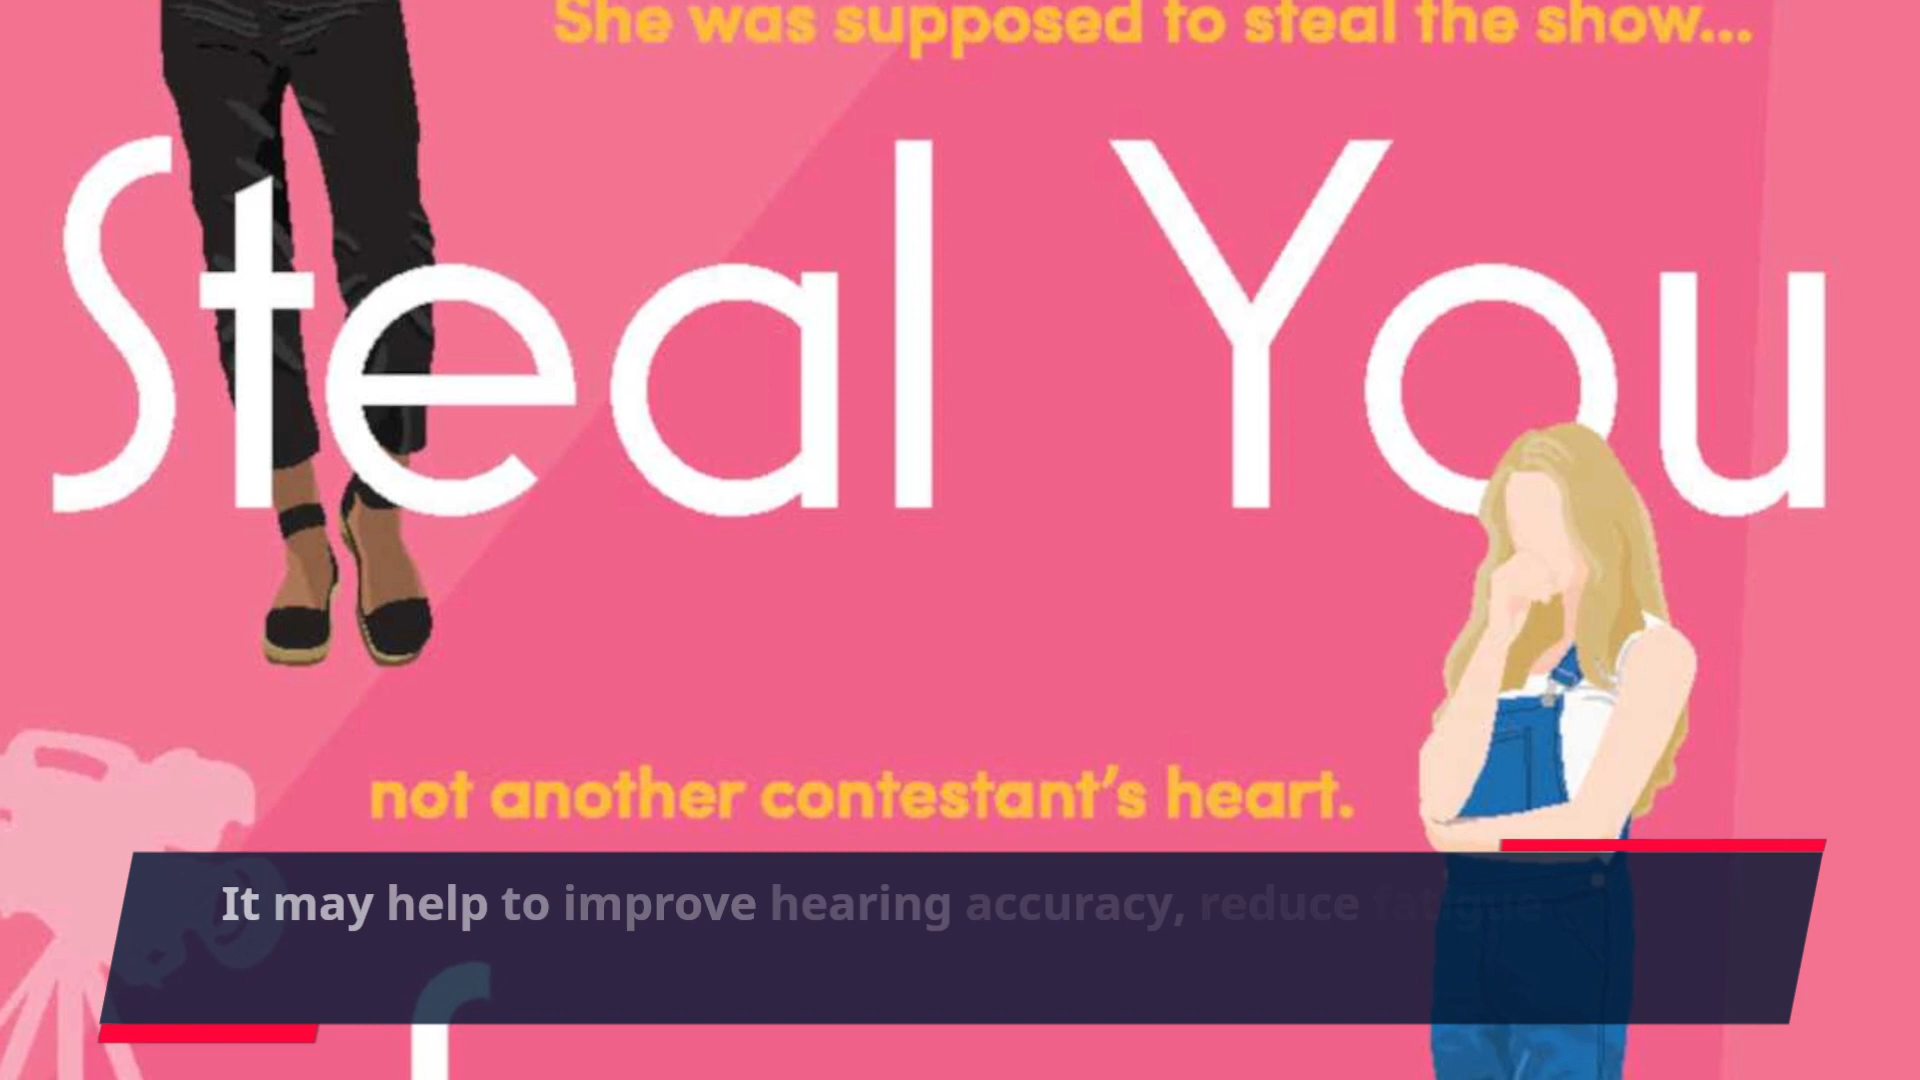 She was supposed to steal the show...
Steal You
not another contestant's heart.
It may help to improve hearing accuracy, reduce fatigue